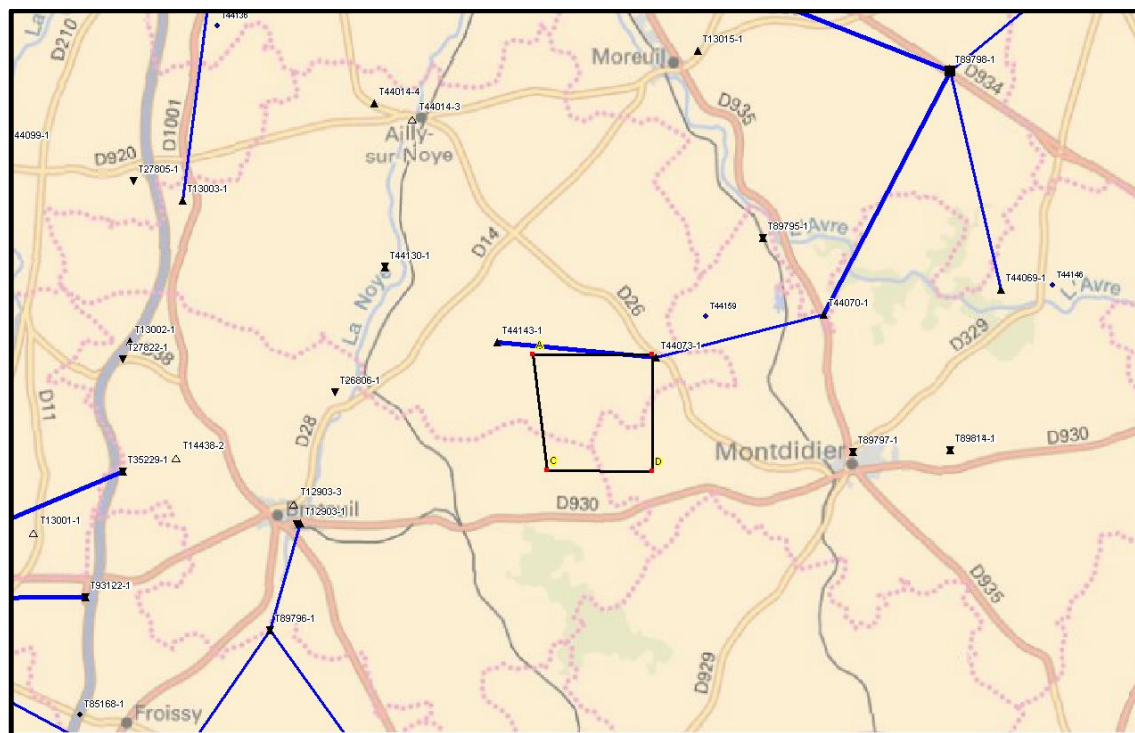 La
D210
T44136
D1001
T13015-1
Moreuil
T89798-1
D934
T44014-4
T44014-3
Ailly-
sur Noye
44099-1
D920
T27805-1
T13003-1
D935
D14
T89795-1
L'Avre
T44130-1
La Noye
T44069-1
T44146
L'Avre
D26
T44159
T44070-1
D329
T13002-1
T27822-1
D38
T44143-1
A
T44073-1
T26806-1
D11
D28
T14438-2
T35229-1
C
D
Montdidier
T89797-1
T89814-1
D930
T12903-3
T12903-1
D930
T13001-1
T93122-1
T89796-1
D935
D929
T85168-1
Froissy